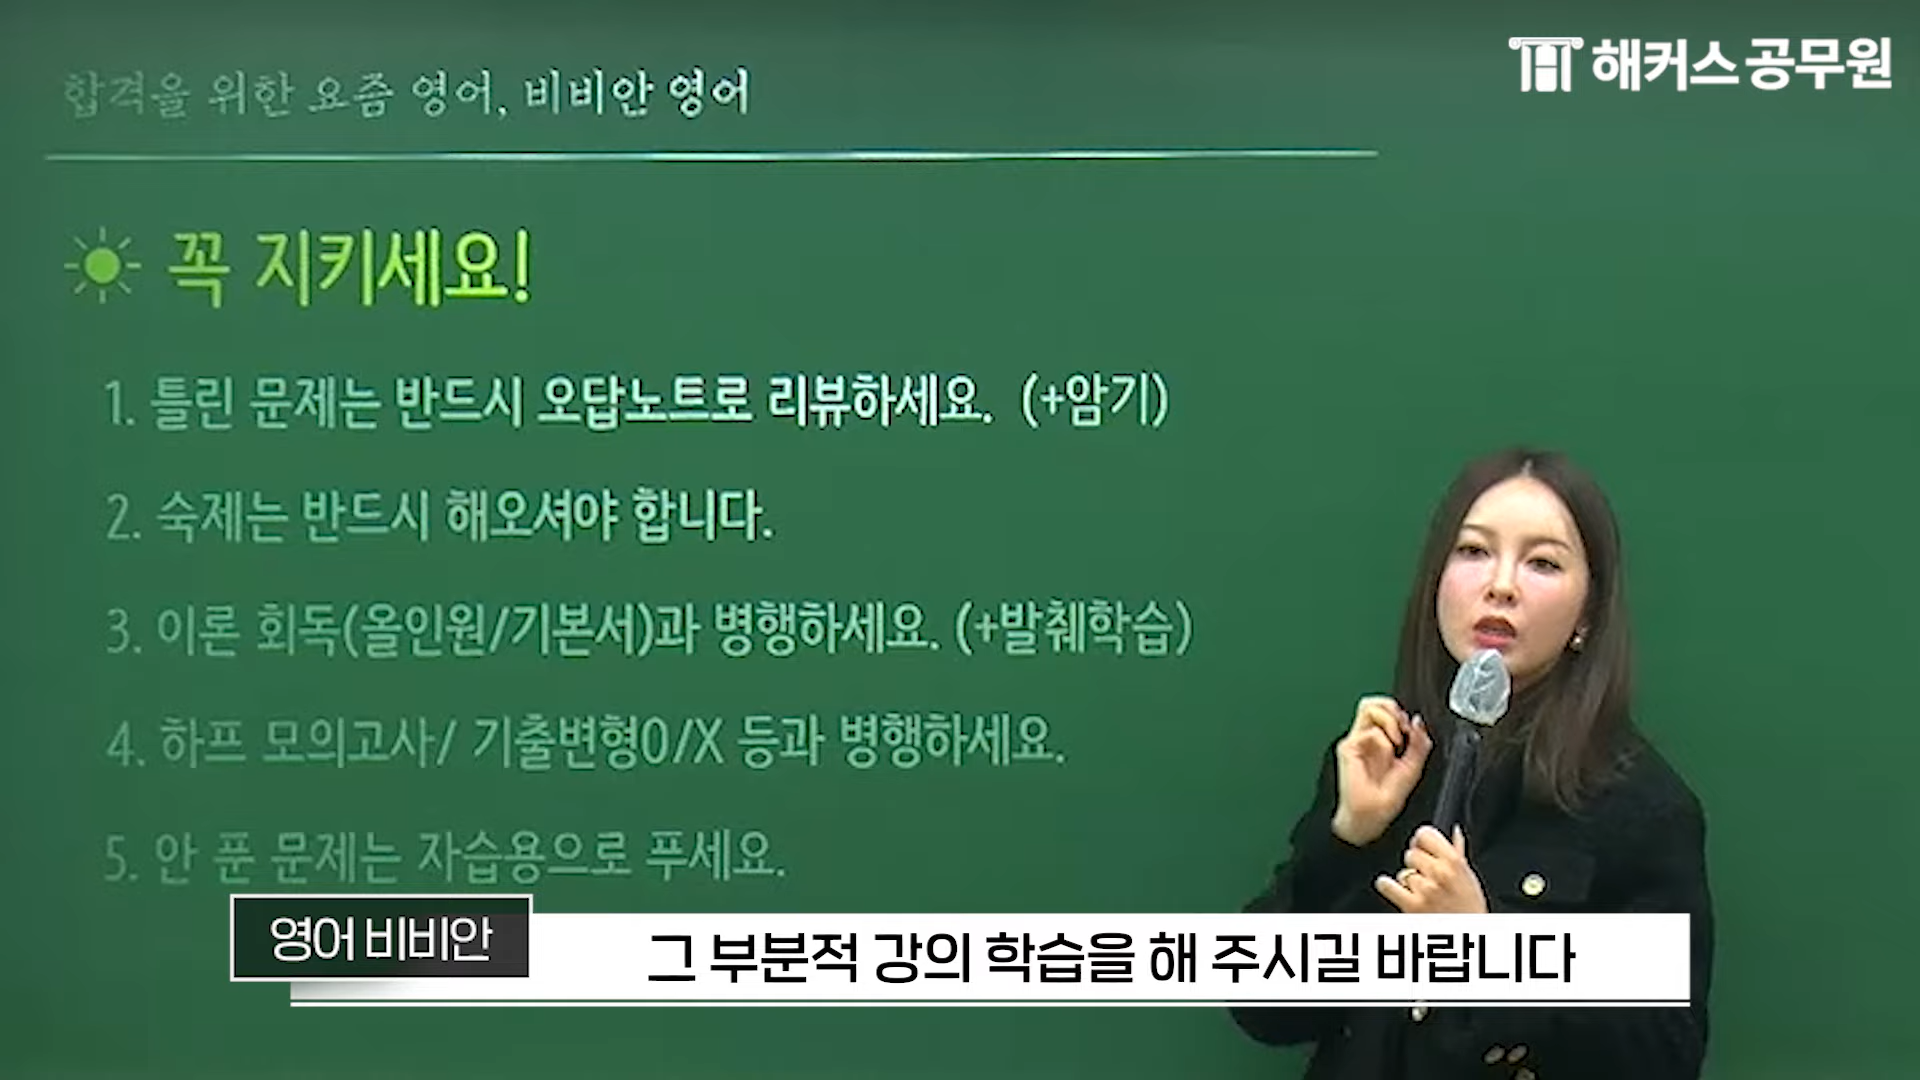 해커스 공무원
합격을 위한 요즘 영어, 비비안 영어
꼭 지키세요!
1. 틀린 문제는 반드시 오답노트로 리뷰하세요. (+암기)
2. 숙제는 반드시 해오셔야 합니다.
3. 이론 회독(올인원/기본서)과 병행하세요. (+발췌학습)
4. 하프 모의고사/ 기출변형O/X 등과 병행하세요.
5. 안 푼 문제는 자습용으로 푸세요.
영어 비비안
그 부분적 강의 학습을 해 주시길 바랍니다